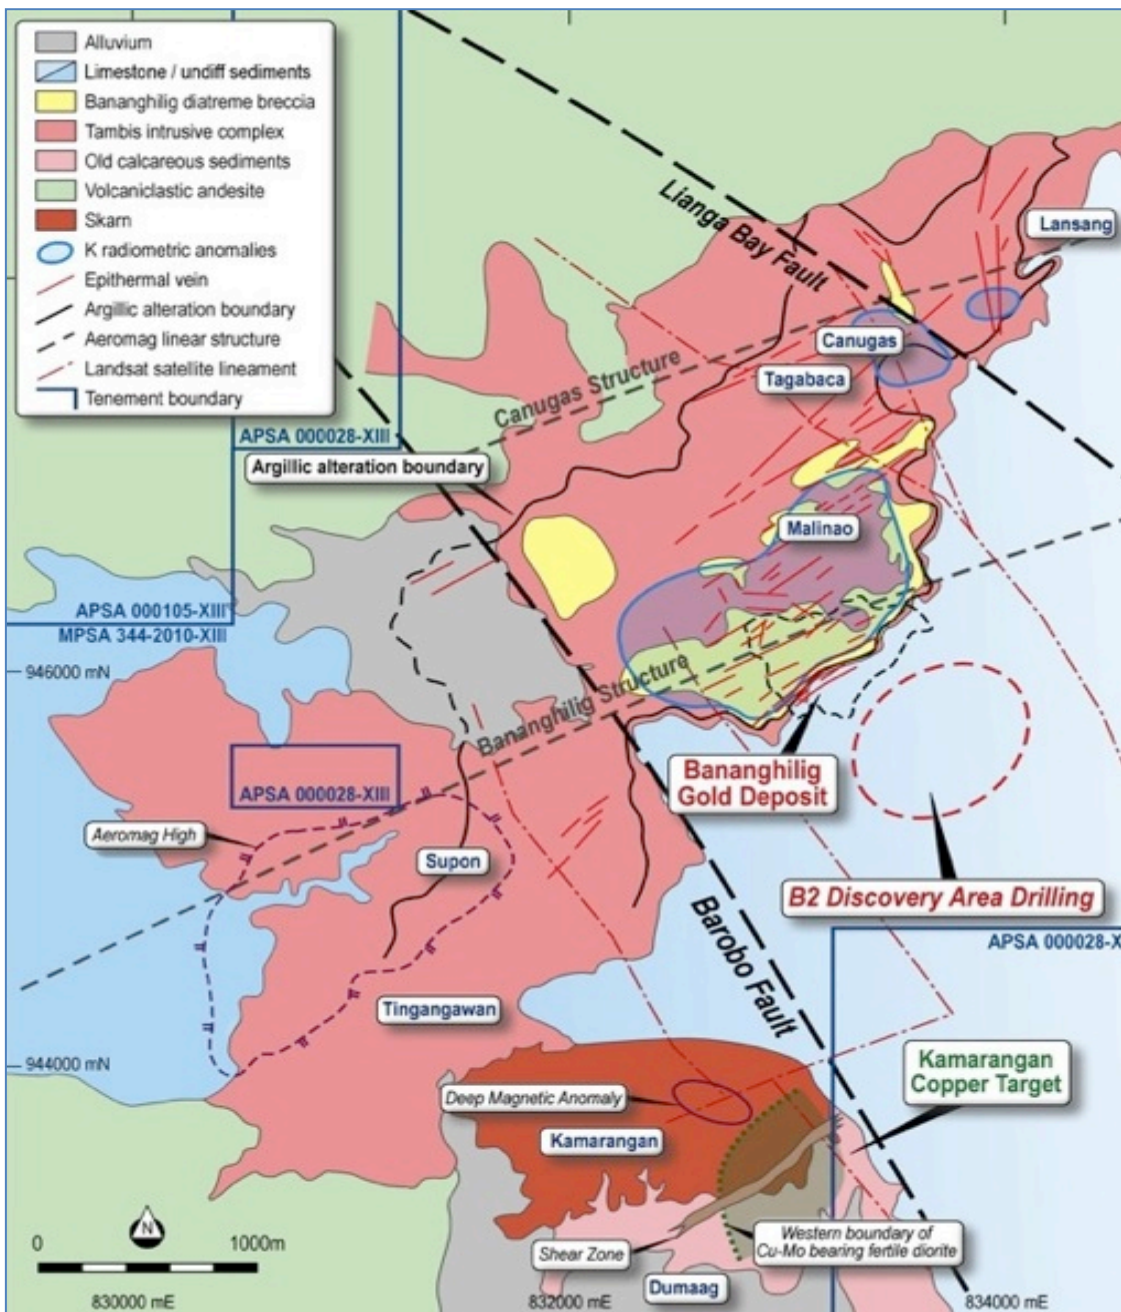 Alluvium
Limestone / undiff sediments
Bananghilig diatreme breccia
Tambis intrusive complex
Old calcareous sediments
Volcaniclastic andesite
Skarn
K radiometric anomalies
Epithermal vein
Argillic alteration boundary
Aeromag linear structure
Landsat satellite lineament
Tenement boundary
Lianga Bay Fault
Lansang
Canugas
Tagabaca
Canugas Structure
APSA 000028-XIII
Argillic alteration boundary
Malinao
APSA 000105-XIII
MPSA 344-2010-XIII
946000 mN
Bananghilig Structure
Bananghilig
Gold Deposit
APSA 000028-XIII
Aeromag High
Supon
B2 Discovery Area Drilling
Barobo Fault
APSA 000028-X
Tingangawan
944000 mN
Kamarangan
Copper Target
Deep Magnetic Anomaly
Kamarangan
N
0 1000m
Shear Zone
Western boundary of
Cu-Mo bearing fertile diorite
Dumaag
830000 mE
832000 mE
834000 mE